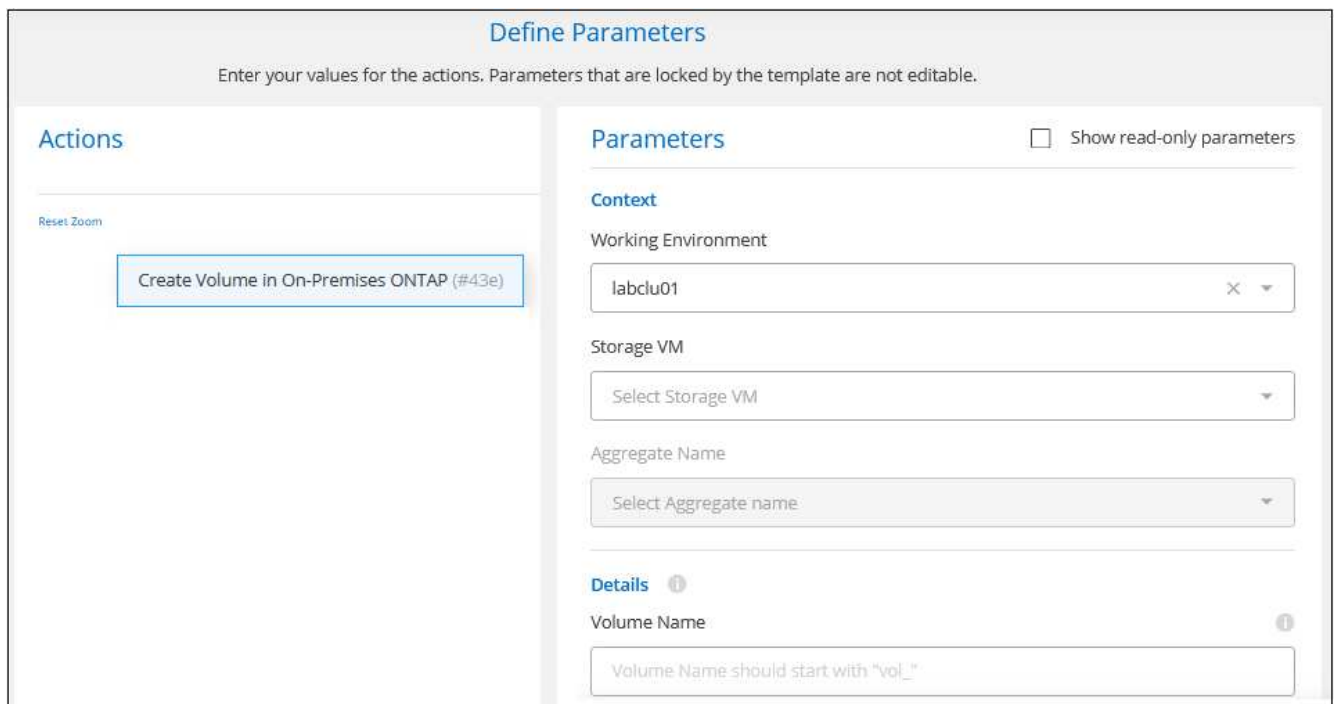 Define Parameters
Enter your values for the actions. Parameters that are locked by the template are not editable.
Actions
Reset Zoom
Create Volume in On-Premises ONTAP (#43e)
Parameters
Show read-only parameters
Context
Working Environment
labclu01
Storage VM
Select Storage VM
Aggregate Name
Select Aggregate name
Details
Volume Name
Volume Name should start with "vol_"